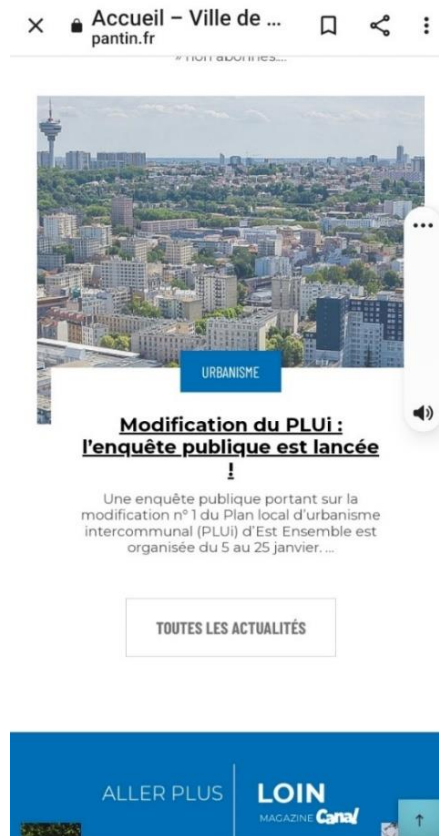 Accueil – Ville de ...
pantin.fr
» non abonnés....
URBANISME
Modification du PLUi :
l'enquête publique est lancée
!
Une enquête publique portant sur la
modification n° 1 du Plan local d'urbanisme
intercommunal (PLUi) d'Est Ensemble est
organisée du 5 au 25 janvier. ...
TOUTES LES ACTUALITÉS
ALLER PLUS
LOIN
MAGAZINE Canal